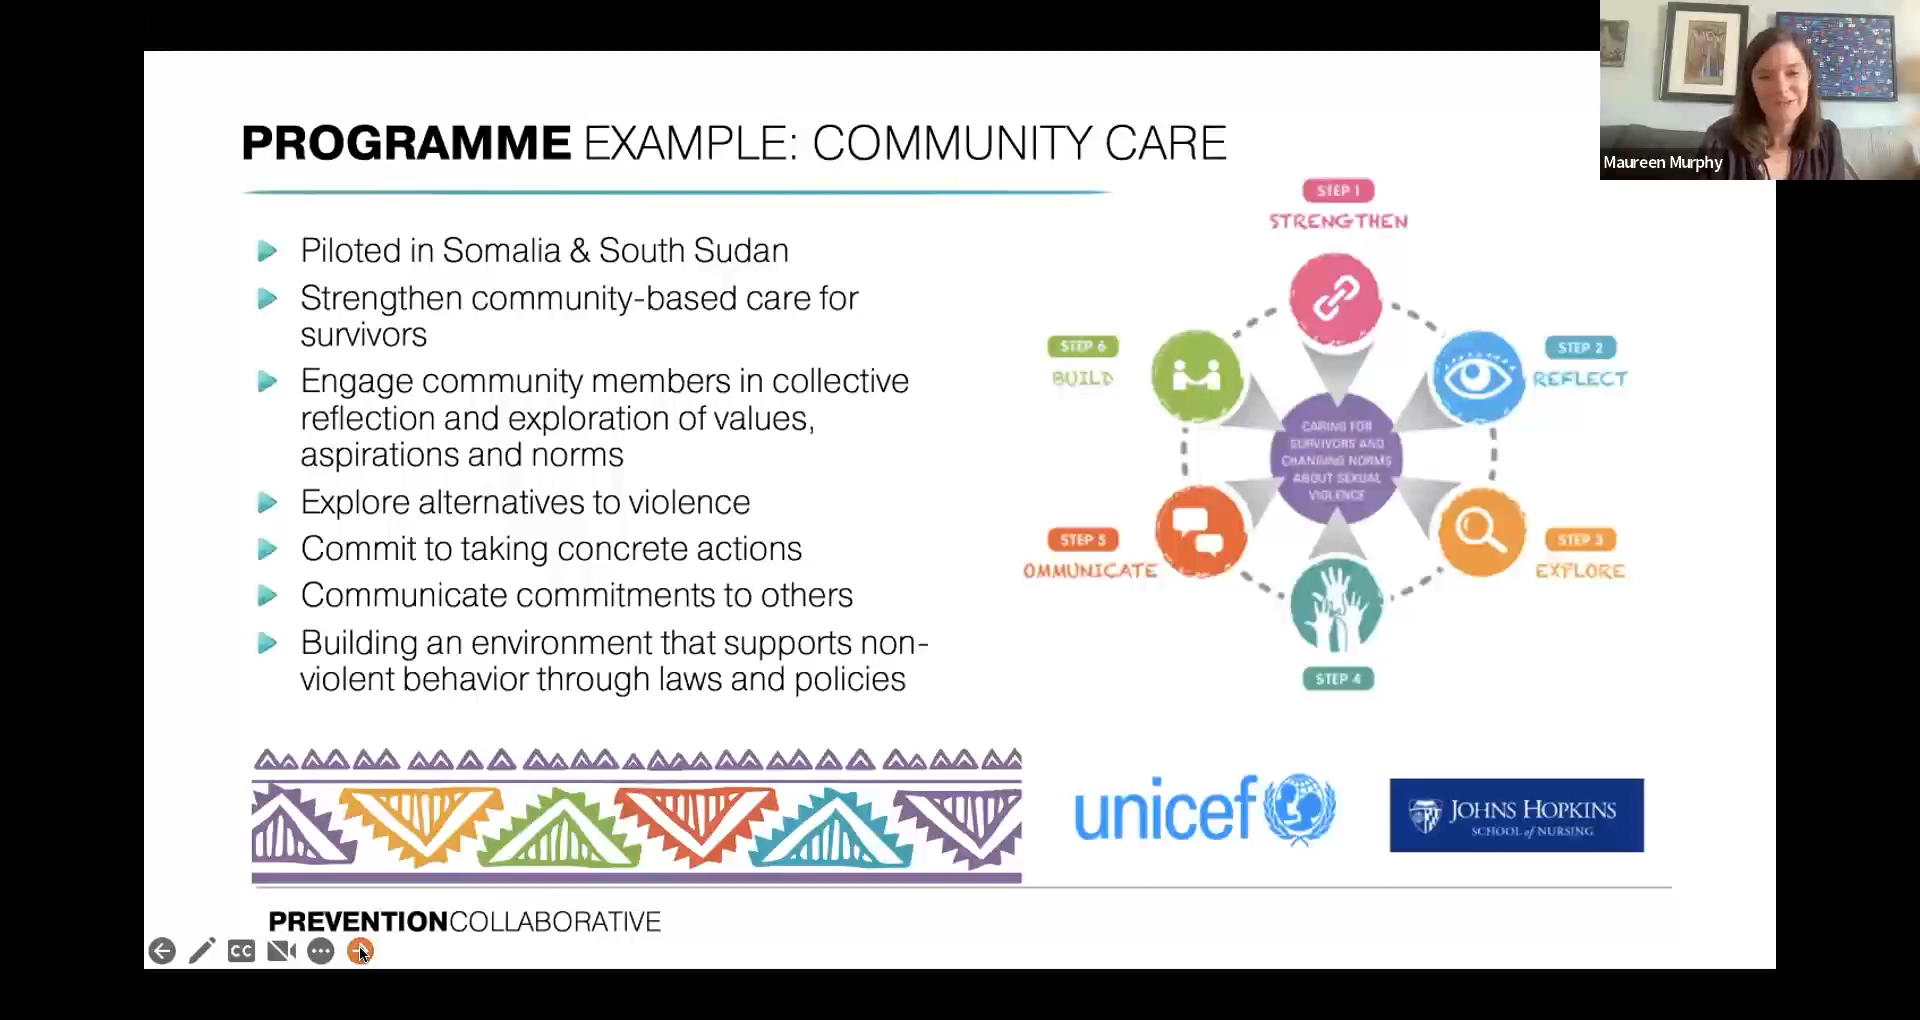 PROGRAMME EXAMPLE: COMMUNITY CARE
Maureen Murphy
Piloted in Somalia & South Sudan
Strengthen community-based care for
survivors
Engage community members in collective
reflection and exploration of values,
aspirations and norms
Explore alternatives to violence
Commit to taking concrete actions
Communicate commitments to others
Building an environment that supports non-
violent behavior through laws and policies
STEP 1
STRENGTHEN
STEP 2
REFLECT
STEP 3
EXPLORE
STEP 4
STEP 5
OMMUNICATE
STEP 6
BUILD
CARING FOR
SURVIVORS AND
CHANGING NORMS
ABOUT SEXUAL
VIOLENCE
unicef
JOHNS HOPKINS
SCHOOL of NURSING
PREVENTIONCOLLABORATIVE
CC